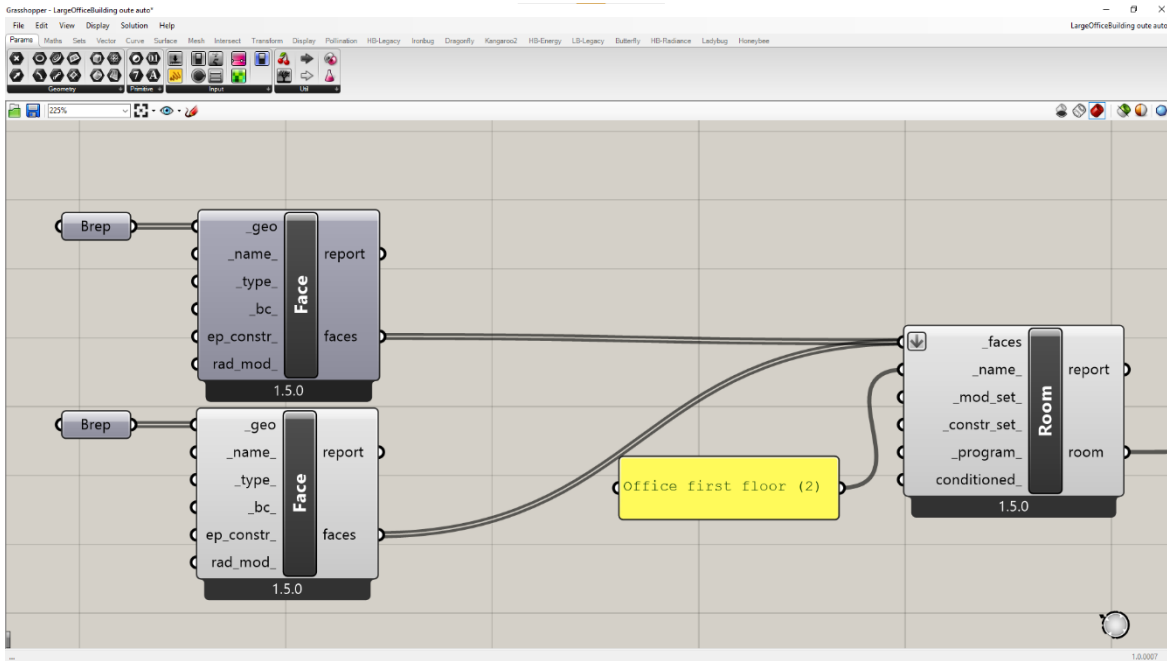 Grasshopper - LargeOfficeBuilding oute auto*
File Edit View Display Solution Help
LargeOfficeBuilding oute auto
Params Maths Sets Vector Curve Surface Mesh Intersect Transform Display Pollination HB-Legacy Ironbug Dragonfly Kangaroo2 HB-Energy LB-Legacy Butterfly HB-Radiance Ladybug Honeybee
Geometry Primitive Input Util
225%
Brep
_geo
_name_
_type_
_bc_
ep_constr_
rad_mod_
Face
report
faces
1.5.0
Brep
_geo
_name_
_type_
_bc_
ep_constr_
rad_mod_
Face
report
faces
1.5.0
Office first floor (2)
_faces
_name_
_mod_set_
_constr_set_
_program_
conditioned_
Room
report
room
1.5.0
1.0.0007